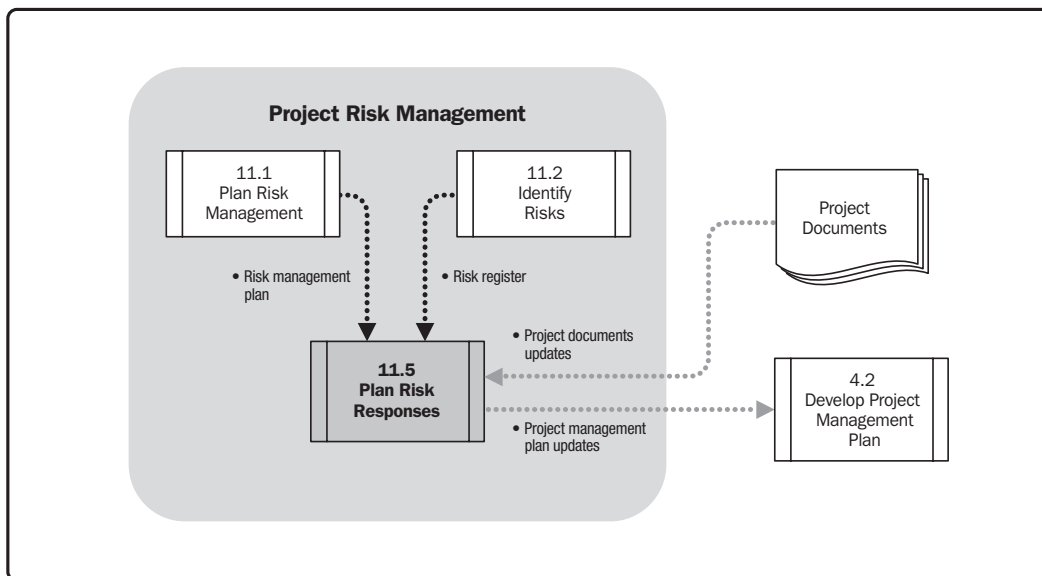 Project Risk Management
11.1
Plan Risk
Management
11.2
Identify
Risks
Project
Documents
• Risk management
plan
• Risk register
• Project documents
updates
11.5
Plan Risk
Responses
4.2
Develop Project
Management
Plan
• Project management
plan updates